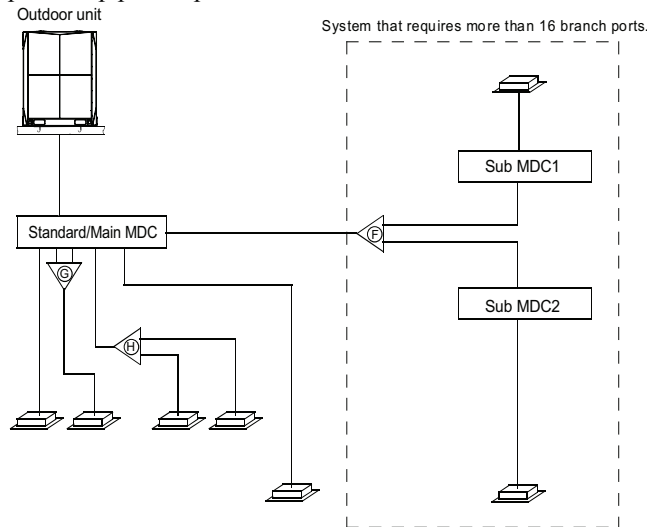 Outdoor unit
System that requires more than 16 branch ports.
Sub MDC1
Standard/Main MDC
F
G
Sub MDC2
H